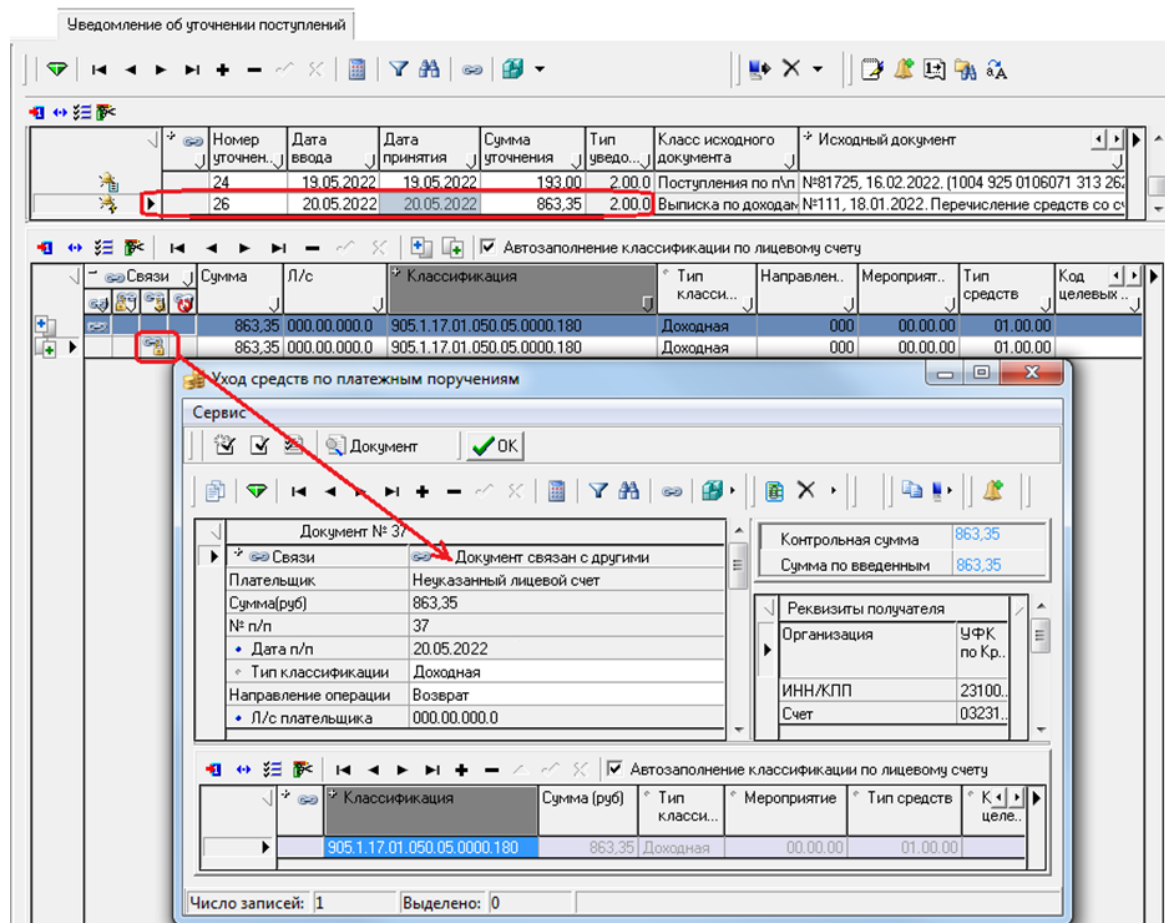 Уведомление об уточнении поступлений
Номер уточнен.. Дата ввода Дата принятия Сумма уточнения Тип уведо... Класс исходного документа Исходный документ
24 19.05.2022 19.05.2022 193.00 2.00.0 Поступления по п\п №81725, 16.02.2022. (1004 925 0106071 313 262
26 20.05.2022 20.05.2022 863,35 2.00.0 Выписка по доходам №111, 18.01.2022. Перечисление средств со сч
Автозаполнение классификации по лицевому счету
Связи Сумма Л/с Классификация Тип класси... Направлен.. Мероприят.. Тип средств Код целевых ..
863,35 000.00.000.0 905.1.17.01.050.05.0000.180 Доходная 000 00.00.00 01.00.00
863,35 000.00.000.0 905.1.17.01.050.05.0000.180 Доходная 000 00.00.00 01.00.00
Уход средств по платежным поручениям
Сервис
Документ OK
Документ № 37
Связи Документ связан с другими
Плательщик Неуказанный лицевой счет
Сумма(руб) 863,35
№ п/п 37
Дата п/п 20.05.2022
Тип классификации Доходная
Направление операции Возврат
Л/с плательщика 000.00.000.0
Контрольная сумма 863,35
Сумма по введенным 863,35
Реквизиты получателя
Организация УФК по Кр..
ИНН/КПП 23100..
Счет 03231..
Автозаполнение классификации по лицевому счету
Классификация Сумма (руб) Тип класси... Мероприятие Тип средств К целе..
905.1.17.01.050.05.0000.180 863,35 Доходная 00.00.00 01.00.00
Число записей: 1 Выделено: 0